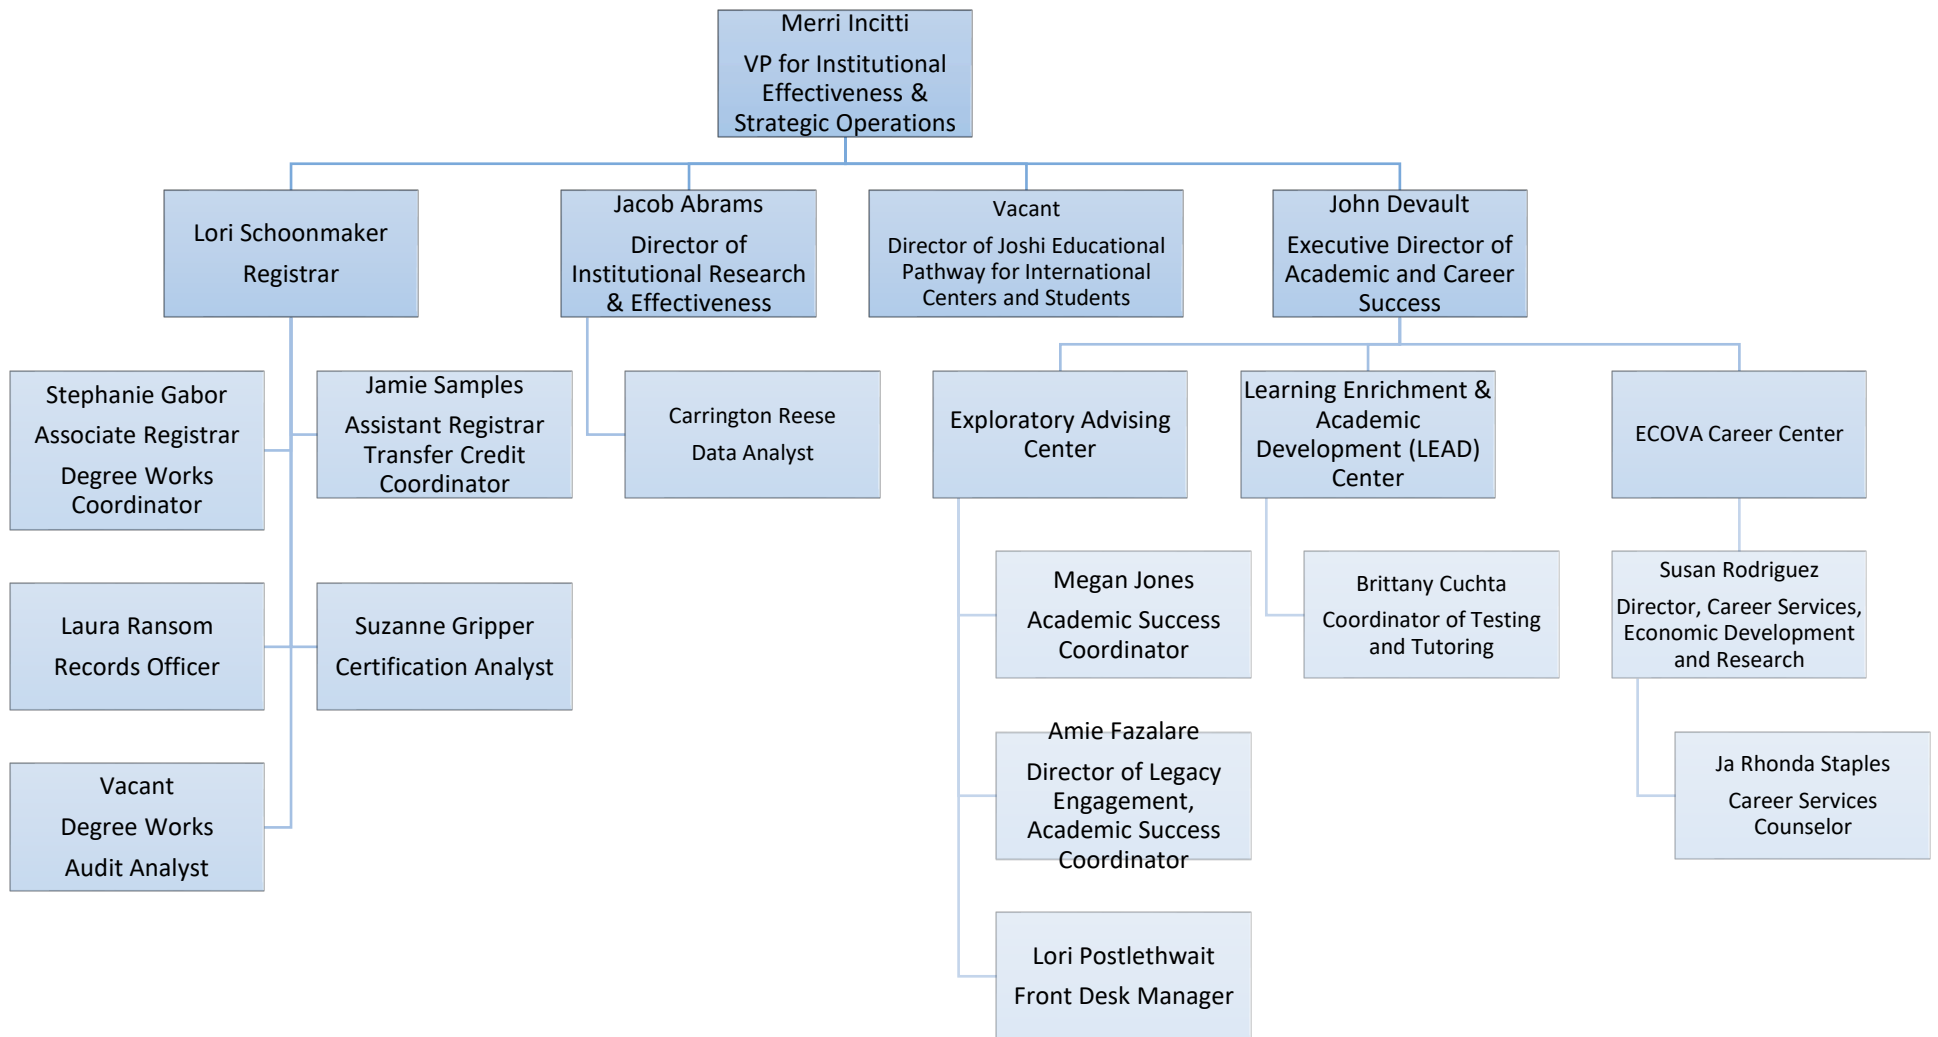 Merri Incitti
VP for Institutional
Effectiveness &
Strategic Operations
Lori Schoonmaker
Registrar
Jacob Abrams
Director of
Institutional Research
& Effectiveness
Vacant
Director of Joshi Educational
Pathway for International
Centers and Students
John Devault
Executive Director of
Academic and Career
Success
Stephanie Gabor
Associate Registrar
Degree Works
Coordinator
Jamie Samples
Assistant Registrar
Transfer Credit
Coordinator
Carrington Reese
Data Analyst
Exploratory Advising
Center
Learning Enrichment &
Academic
Development (LEAD)
Center
ECOVA Career Center
Laura Ransom
Records Officer
Suzanne Gripper
Certification Analyst
Megan Jones
Academic Success
Coordinator
Brittany Cuchta
Coordinator of Testing
and Tutoring
Susan Rodriguez
Director, Career Services,
Economic Development
and Research
Vacant
Degree Works
Audit Analyst
Amie Fazalare
Director of Legacy
Engagement,
Academic Success
Coordinator
Ja Rhonda Staples
Career Services
Counselor
Lori Postlethwait
Front Desk Manager